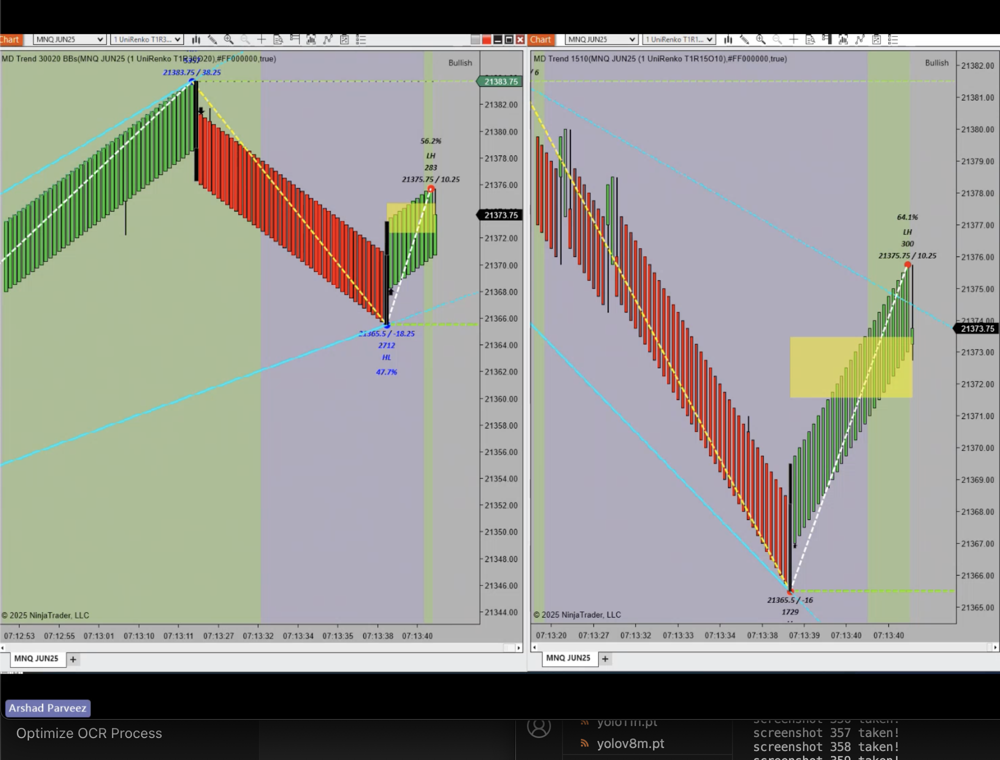 Chart MNQ JUN25 1 UniRenko T1R3...
MD Trend 30020 BBs(MNQ JUN25 (1 UniRenko T1R30O20),#FF000000,true)
Bullish
21383.75 / 38.25
21383.75
21382.00
21380.00
21378.00
21376.00
21373.75
21372.00
21370.00
21368.00
21366.00
21364.00
21362.00
21360.00
21358.00
21356.00
21354.00
21352.00
21350.00
21348.00
21346.00
21344.00
56.2%
LH
283
21375.75 / 10.25
21365.5 / -18.25
2712
HL
47.7%
© 2025 NinjaTrader, LLC
07:12:53 07:12:55 07:13:01 07:13:10 07:13:11 07:13:27 07:13:32 07:13:34 07:13:36 07:13:38 07:13:40
MNQ JUN25 +
Chart MNQ JUN25 1 UniRenko T1R1...
MD Trend 1510(MNQ JUN25 (1 UniRenko T1R15O10),#FF000000,true)
/ 6
Bullish
21382.00
21381.00
21380.00
21379.00
21378.00
21377.00
21376.00
21375.00
21374.00
21373.75
21373.00
21372.00
21371.00
21370.00
21369.00
21368.00
21367.00
21366.00
21365.00
64.1%
LH
300
21375.75 / 10.25
21365.5 / -16
1729
© 2025 NinjaTrader, LLC
07:13:20 07:13:27 07:13:32 07:13:33 07:13:34 07:13:38 07:13:39 07:13:40 07:13:40
MNQ JUN25 +
Arshad Parveez
Optimize OCR Process
yolo11n.pt
yolov8m.pt
screenshot 356 taken!
screenshot 357 taken!
screenshot 358 taken!
screenshot 359 taken!